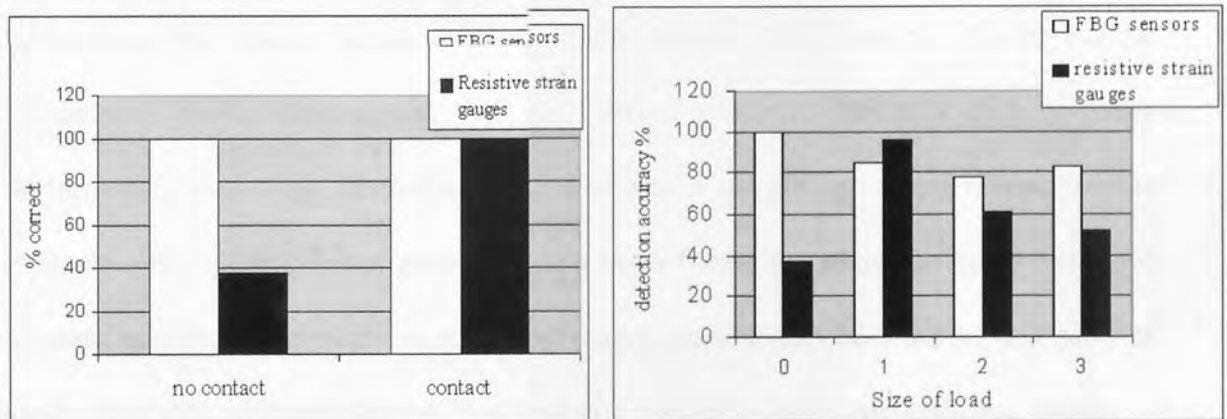 FBG sensors
Resistive strain
gauges
120
100
80
60
40
20
0
% correct
no contact
contact
FBG sensors
resistive strain
gauges
120
100
80
60
40
20
0
detection accuracy %
0
1
2
3
Size of load